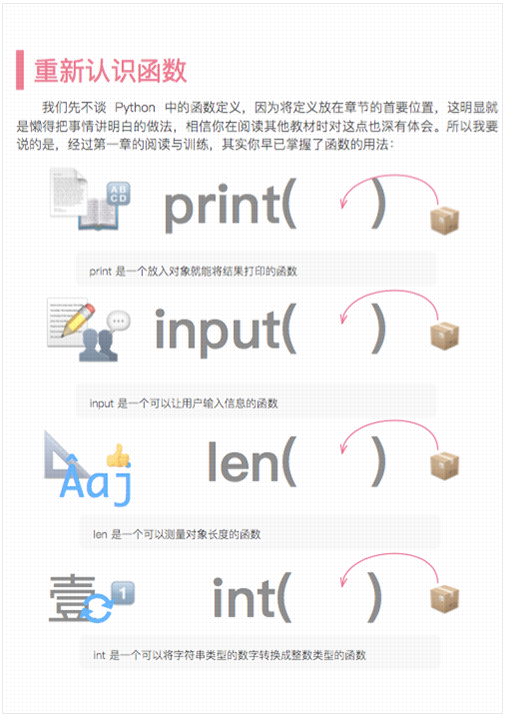 重新认识函数
我们先不谈 Python 中的函数定义，因为将定义放在章节的首要位置，这明显就
是懒得把事情讲明白的做法，相信你在阅读其他教材时对这点也深有体会。所以我要
说的是，经过第一章的阅读与训练，其实你早已掌握了函数的用法：
AB
CD
print( )
print 是一个放入对象就能将结果打印的函数
input( )
input 是一个可以让用户输入信息的函数
Âaj
len( )
len 是一个可以测量对象长度的函数
壹
1
int( )
int 是一个可以将字符串类型的数字转换成整数类型的函数